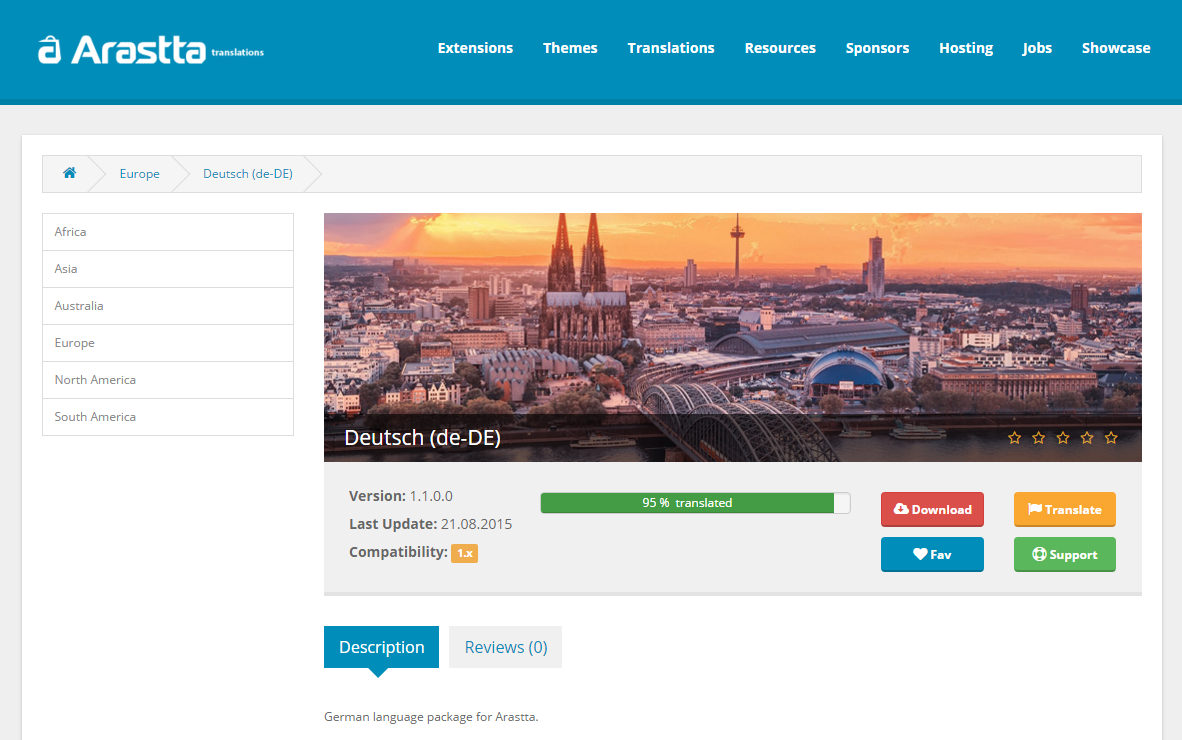 Arastta translations
Extensions Themes Translations Resources Sponsors Hosting Jobs Showcase
Europe Deutsch (de-DE)
Africa
Asia
Australia
Europe
North America
South America
Deutsch (de-DE)
Version: 1.1.0.0
Last Update: 21.08.2015
Compatibility: 1.x
95 % translated
Download Translate
Fav Support
Description Reviews (0)
German language package for Arastta.